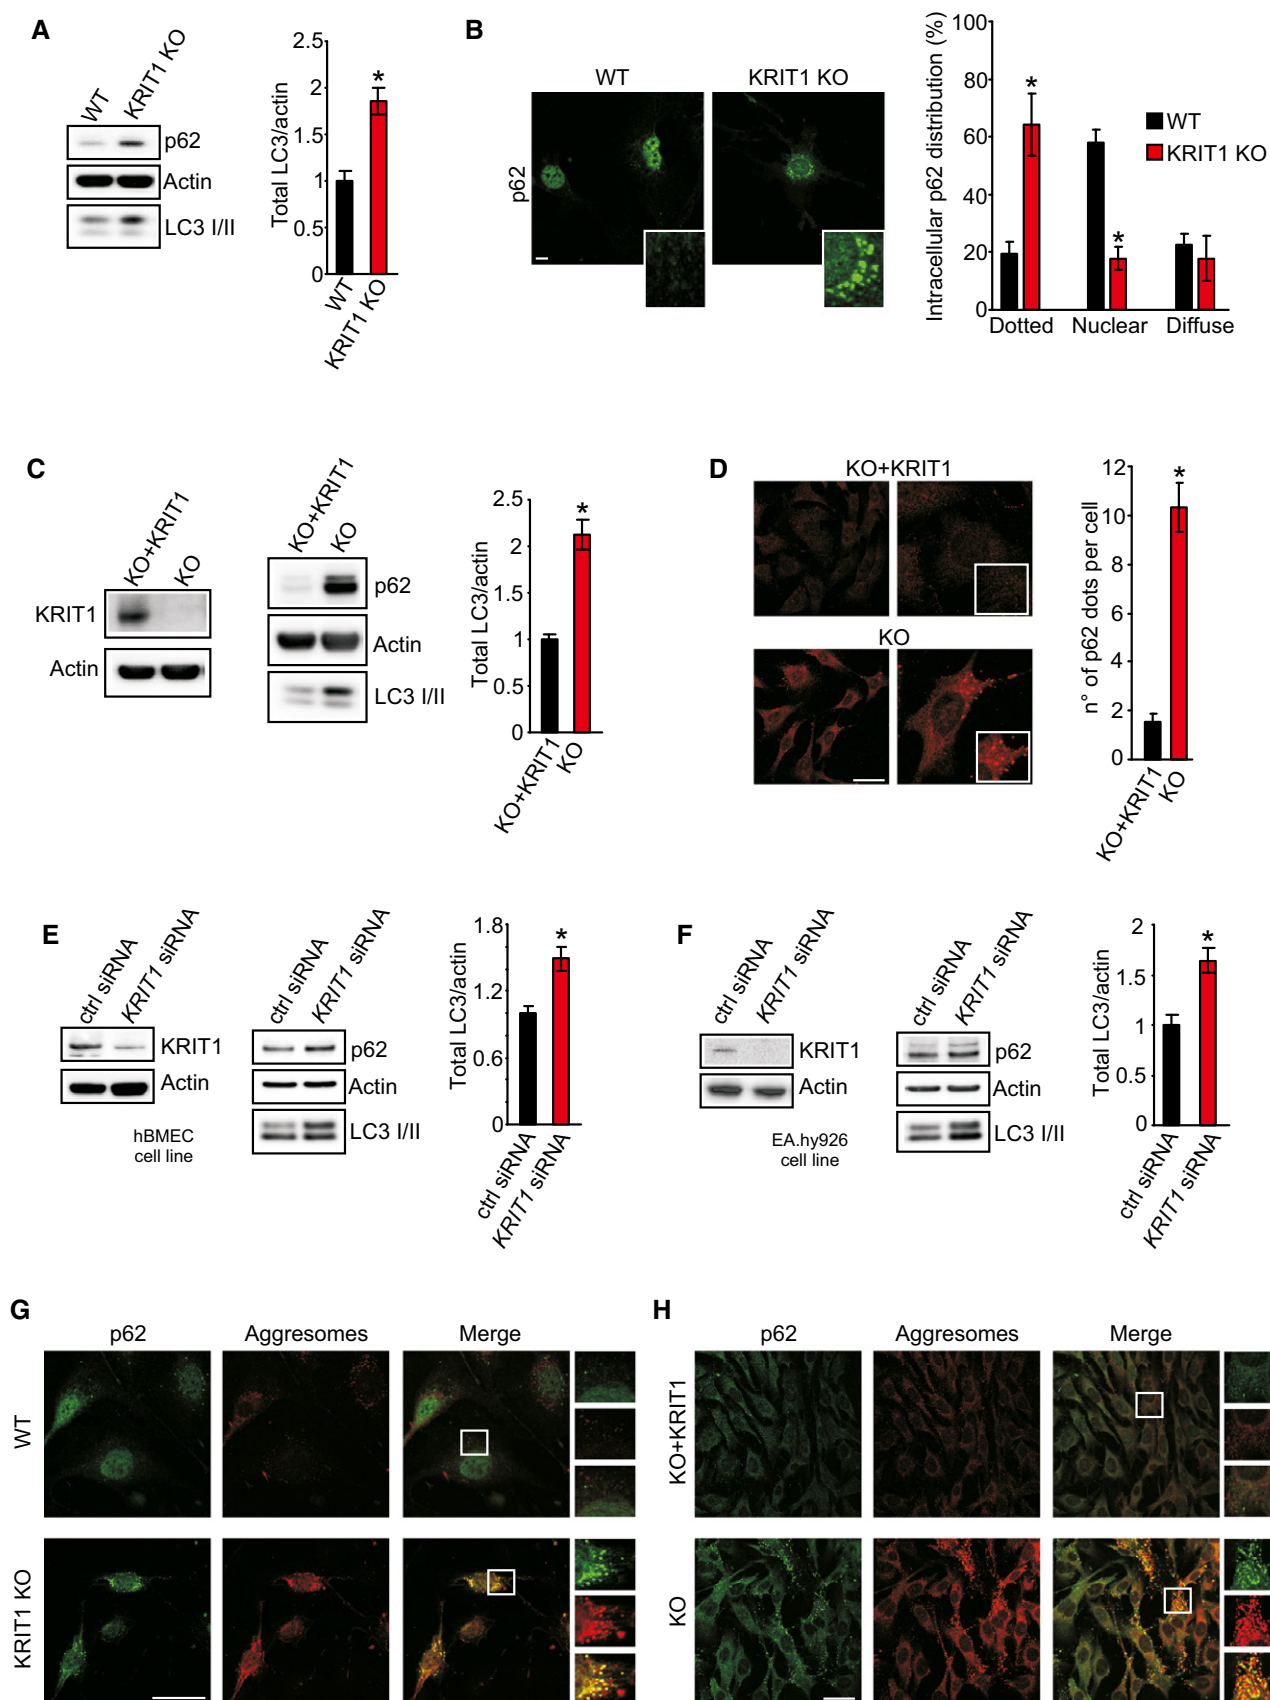 A
WT
KRIT1 KO
p62
Actin
LC3 I/II
Total LC3/actin
2.5
2
1.5
1
0.5
0
*
WT
KRIT1 KO
B
WT
KRIT1 KO
p62
Intracellular p62 distribution (%)
100
80
60
40
20
0
*
*
Dotted
Nuclear
Diffuse
WT
KRIT1 KO
C
KO+KRIT1
KO
KRIT1
Actin
KO+KRIT1
KO
p62
Actin
LC3 I/II
Total LC3/actin
2.5
2
1.5
1
0.5
0
*
KO+KRIT1
KO
D
KO+KRIT1
KO
n° of p62 dots per cell
12
10
8
6
4
2
0
*
KO+KRIT1
KO
E
ctrl siRNA
KRIT1 siRNA
KRIT1
Actin
hBMEC
cell line
ctrl siRNA
KRIT1 siRNA
p62
Actin
LC3 I/II
Total LC3/actin
1.8
1.2
0.6
0
*
ctrl siRNA
KRIT1 siRNA
F
ctrl siRNA
KRIT1 siRNA
KRIT1
Actin
EA.hy926
cell line
ctrl siRNA
KRIT1 siRNA
p62
Actin
LC3 I/II
Total LC3/actin
2
1.5
1
0.5
0
*
ctrl siRNA
KRIT1 siRNA
G
p62
Aggresomes
Merge
WT
KRIT1 KO
H
p62
Aggresomes
Merge
KO+KRIT1
KO